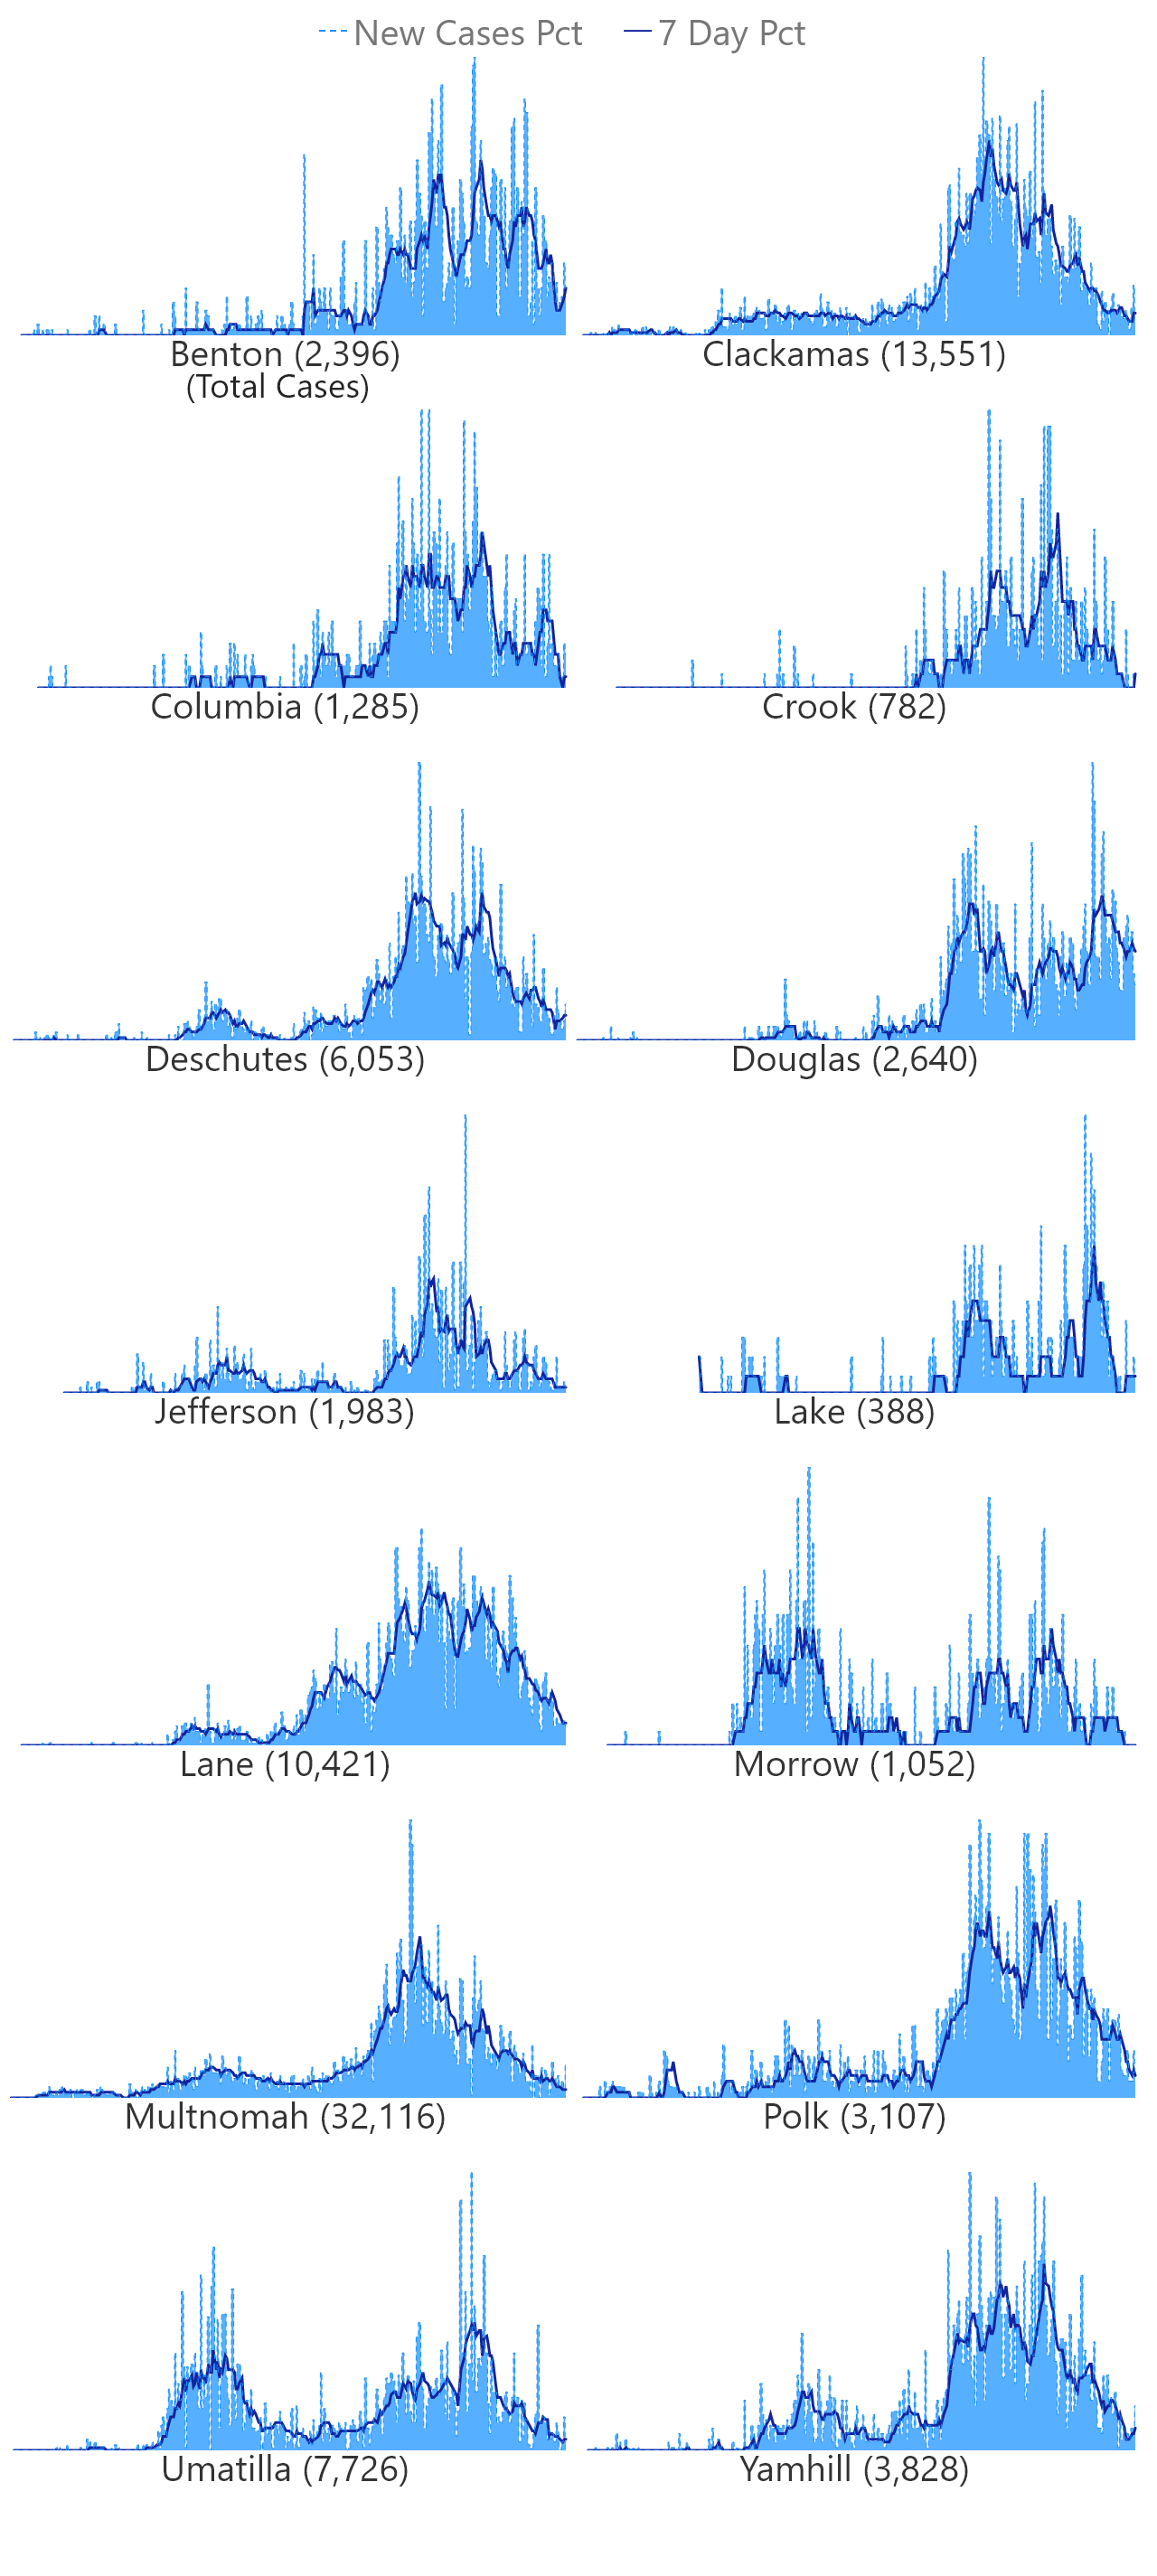 New Cases Pct 7 Day Pct
Benton (2,396) Clackamas (13,551)
(Total Cases)
Columbia (1,285) Crook (782)
Deschutes (6,053) Douglas (2,640)
Jefferson (1,983) Lake (388)
Lane (10,421) Morrow (1,052)
Multnomah (32,116) Polk (3,107)
Umatilla (7,726) Yamhill (3,828)